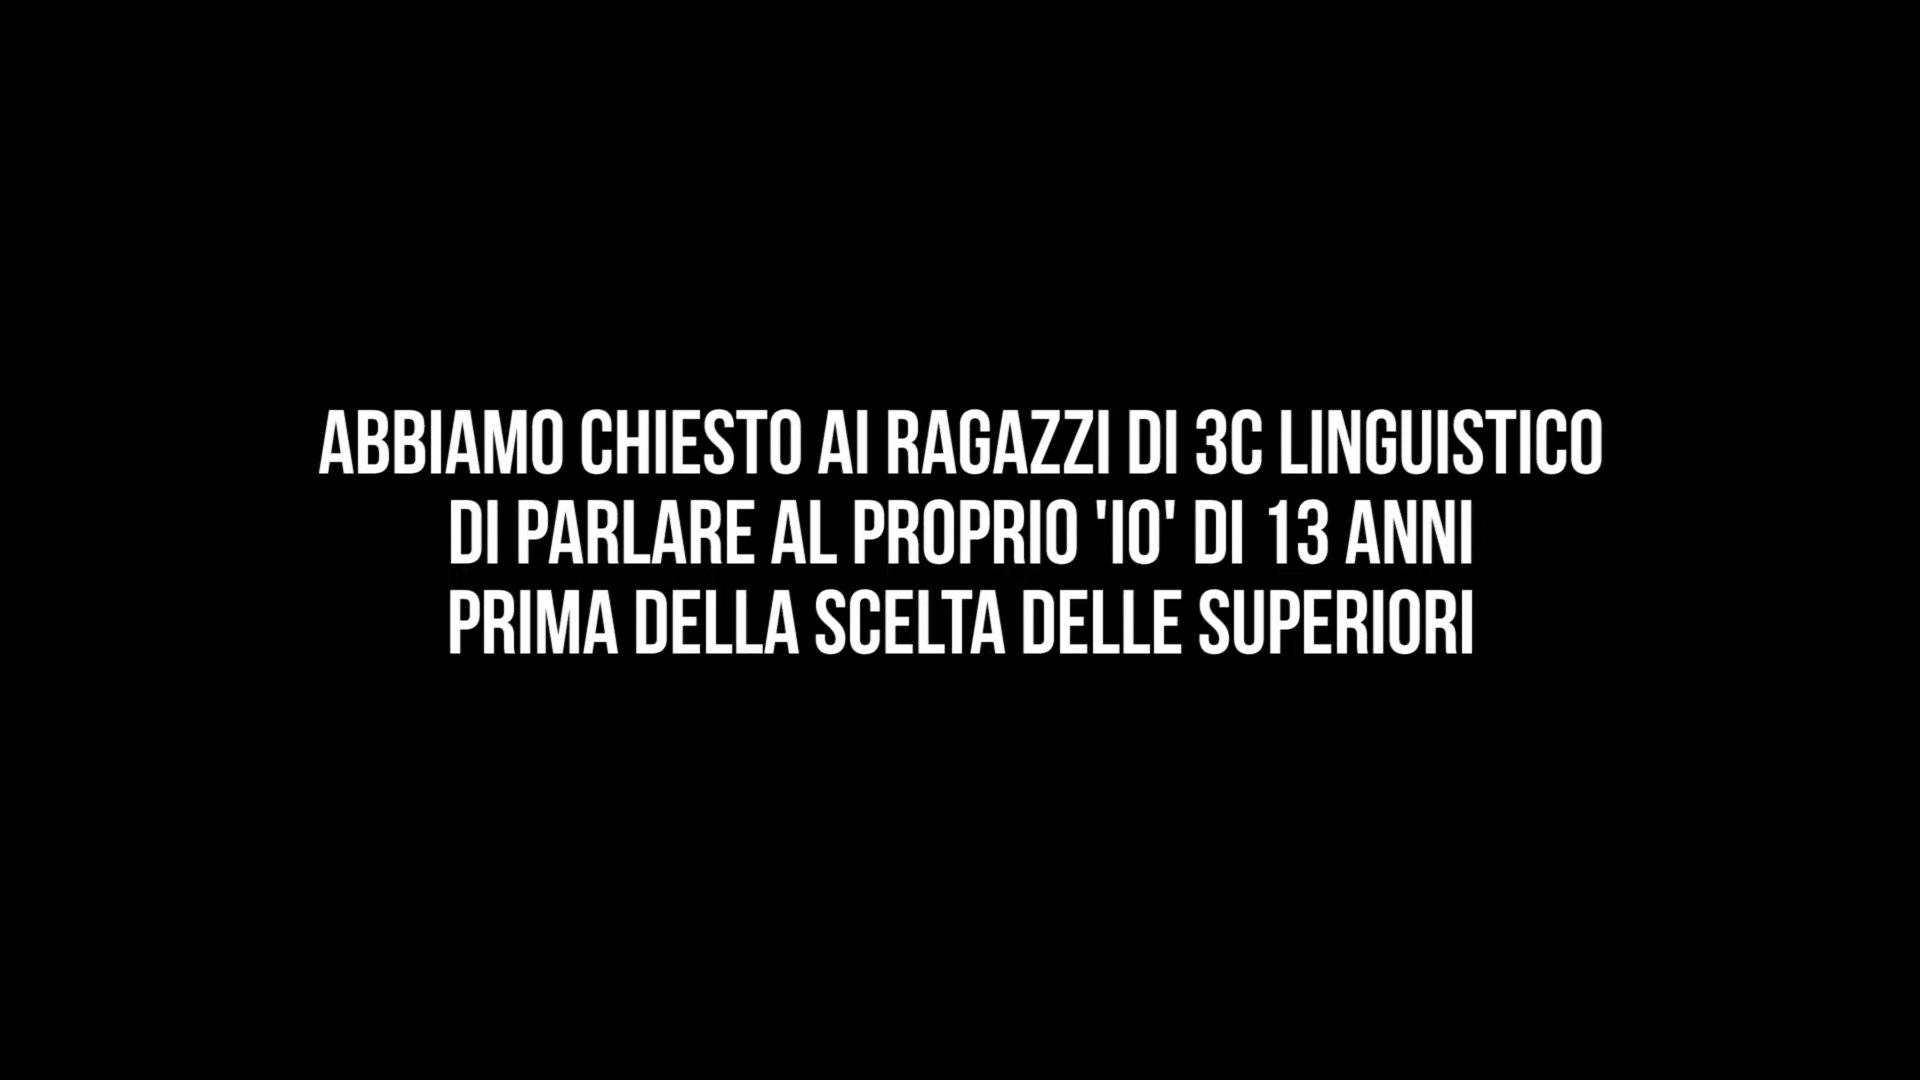 ABBIAMO CHIESTO AI RAGAZZI DI 3C LINGUISTICO
DI PARLARE AL PROPRIO 'IO' DI 13 ANNI
PRIMA DELLA SCELTA DELLE SUPERIORI